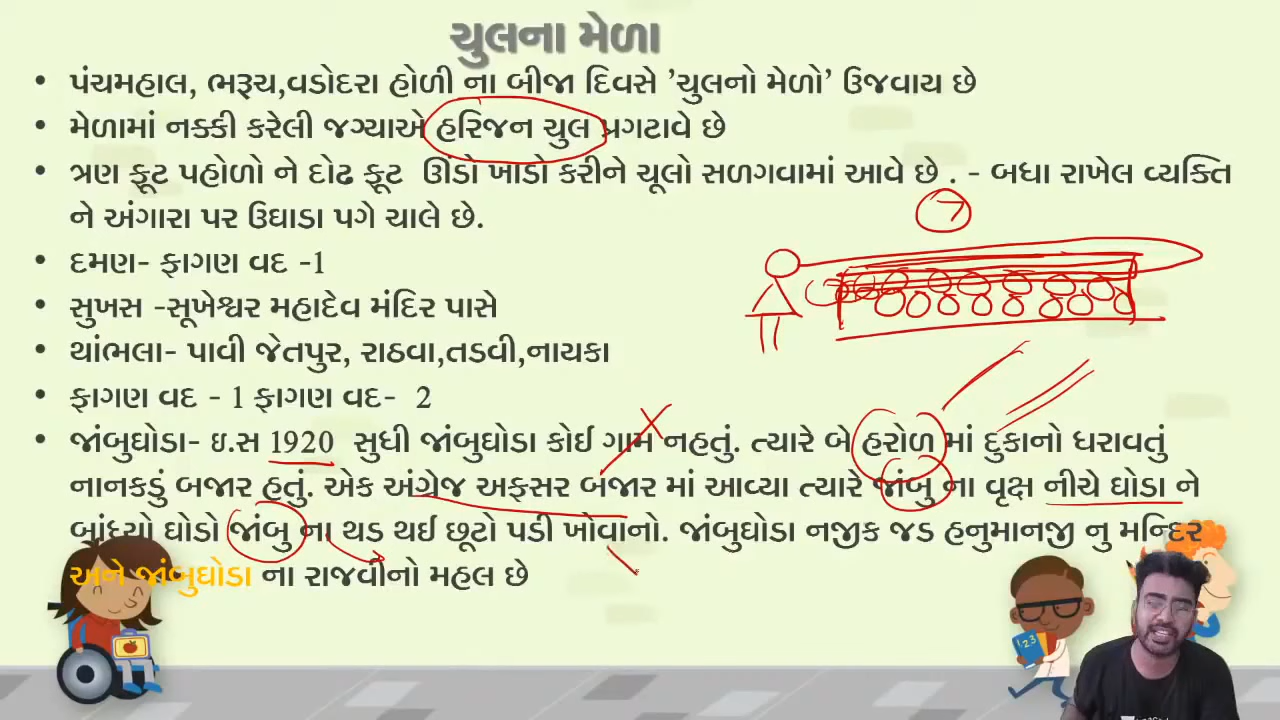 ચુલના મેળા
• પંચમહાલ, ભરૂચ,વડોદરા હોળી ના બીજા દિવસે 'ચુલનો મેળો' ઉજવાય છે
• મેળામાં નક્કી કરેલી જગ્યાએ હરિજન ચુલ પ્રગટાવે છે
• ત્રણ ફૂટ પહોળો ને દોઢ ફૂટ ઊંડો ખાડો કરીને ચૂલો સળગવામાં આવે છે . - બધા રાખેલ વ્યક્તિ
ને અંગારા પર ઉઘાડા પગે ચાલે છે.
7
• દમણ- ફાગણ વદ -1
• સુખસ -સૂખેશ્વર મહાદેવ મંદિર પાસે
• થાંભલા- પાવી જેતપુર, રાઠવા,તડવી,નાયકા
• ફાગણ વદ - 1 ફાગણ વદ- 2
• જાંબુઘોડા- ઇ.સ 1920 સુધી જાંબુઘોડા કોઈ ગામ નહતું. ત્યારે બે હરોળ માં દુકાનો ધરાવતું
નાનકડું બજાર હતું. એક અંગ્રેજ અફસર બજાર માં આવ્યા ત્યારે જાંબુ ના વૃક્ષ નીચે ઘોડા ને
બાંધ્યો ઘોડો જાંબુ ના થડ થઈ છૂટો પડી ખોવાનો. જાંબુઘોડા નજીક જડ હનુમાનજી નુ મન્દિર
અને જાંબુઘોડા ના રાજવીનો મહલ છે
123